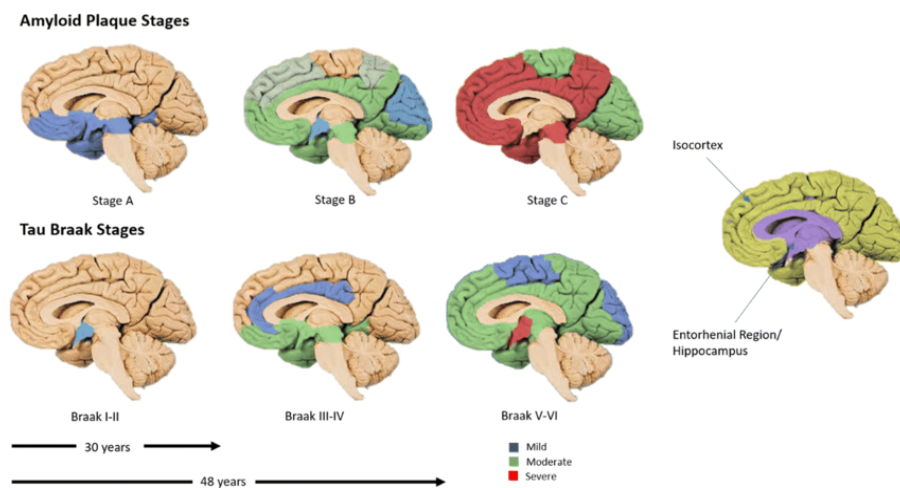 Amyloid Plaque Stages
Stage A
Stage B
Stage C
Tau Braak Stages
Braak I-II
Braak III-IV
Braak V-VI
30 years
48 years
Mild
Moderate
Severe
Isocortex
Entorhenial Region/
Hippocampus